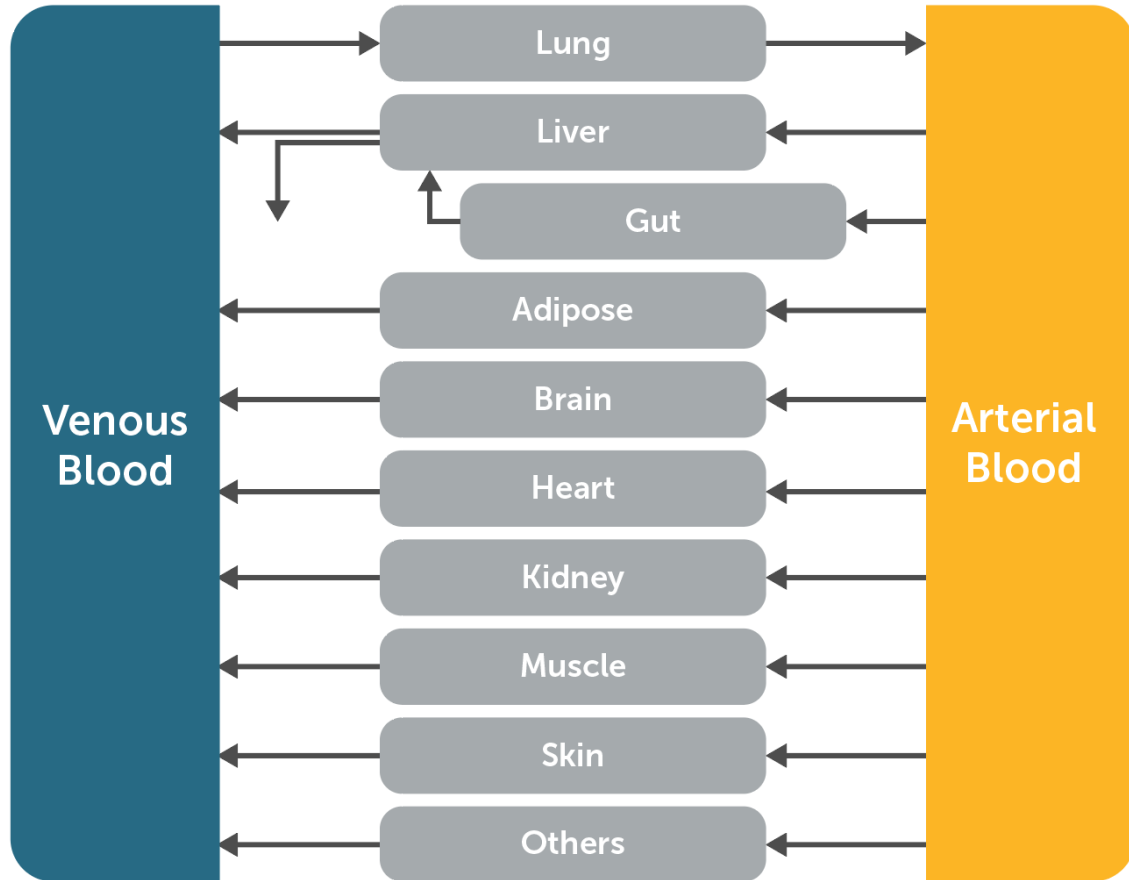 Lung
Liver
Gut
Adipose
Brain
Venous
Blood
Arterial
Blood
Heart
Kidney
Muscle
Skin
Others